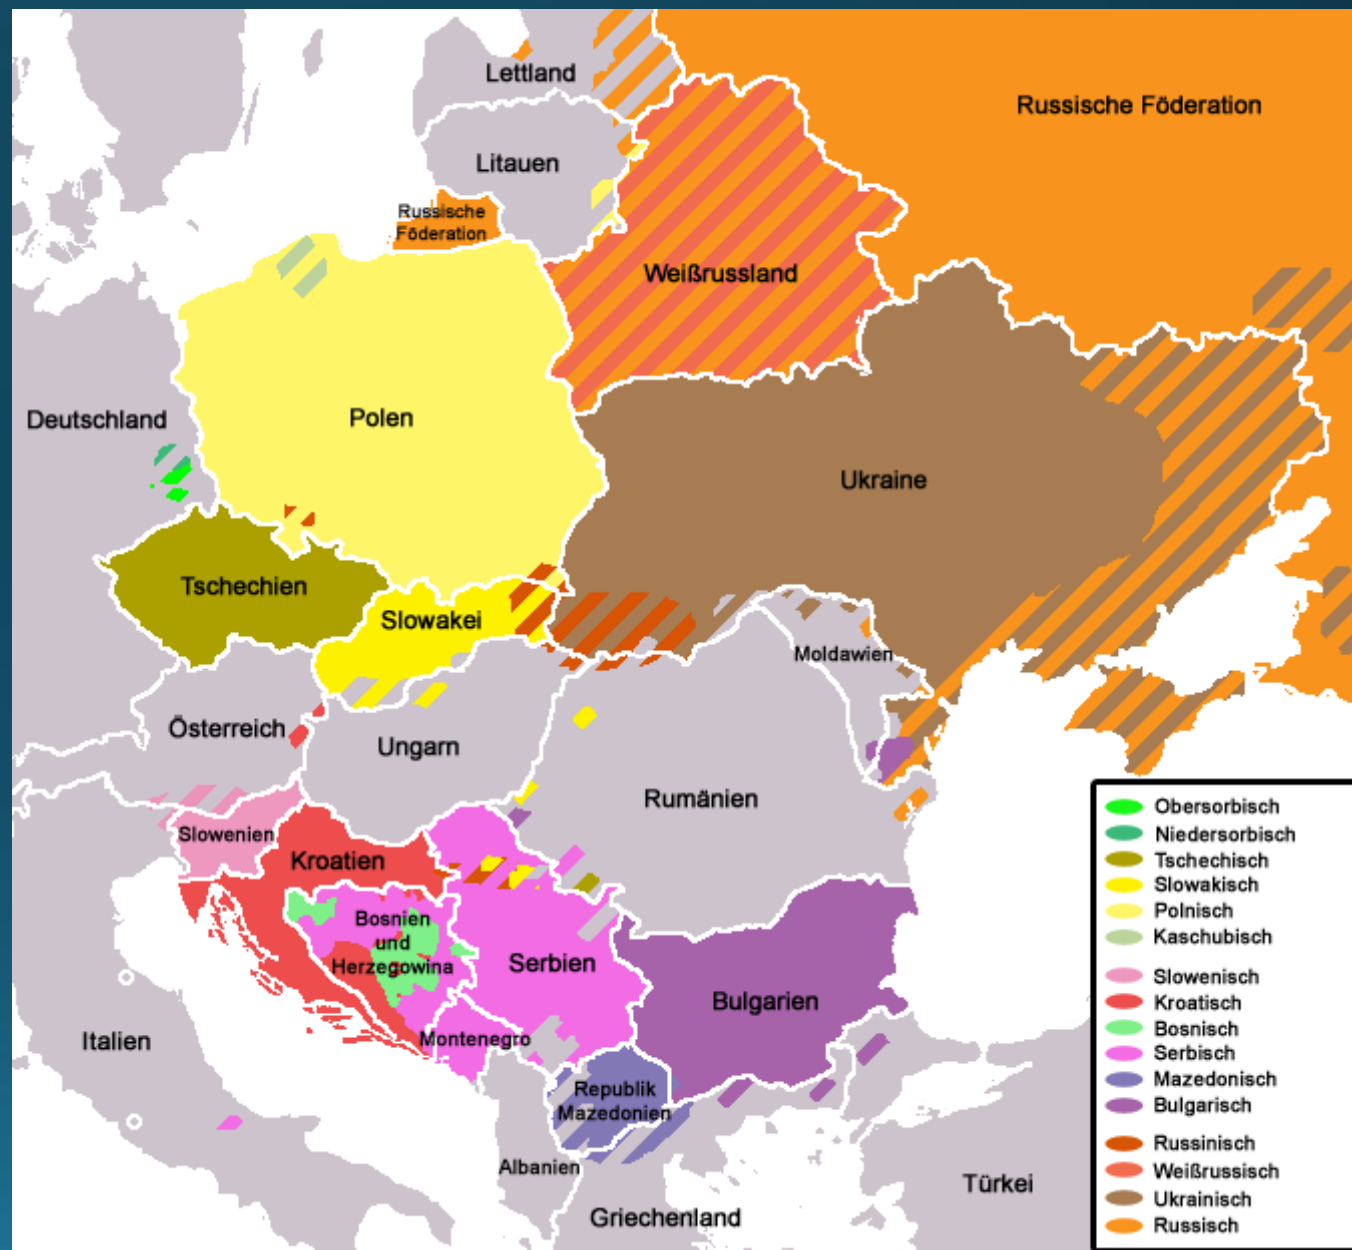 Lettland
Russische Föderation
Litauen
Russische
Föderation
Weißrussland
Deutschland
Polen
Ukraine
Tschechien
Slowakei
Moldawien
Österreich
Ungarn
Rumänien
Slowenien
Kroatien
Bosnien
und
Herzegowina
Serbien
Bulgarien
Montenegro
Italien
Republik
Mazedonien
Albanien
Griechenland
Türkei
Obersorbisch
Niedersorbisch
Tschechisch
Slowakisch
Polnisch
Kaschubisch
Slowenisch
Kroatisch
Bosnisch
Serbisch
Mazedonisch
Bulgarisch
Russinisch
Weißrussisch
Ukrainisch
Russisch